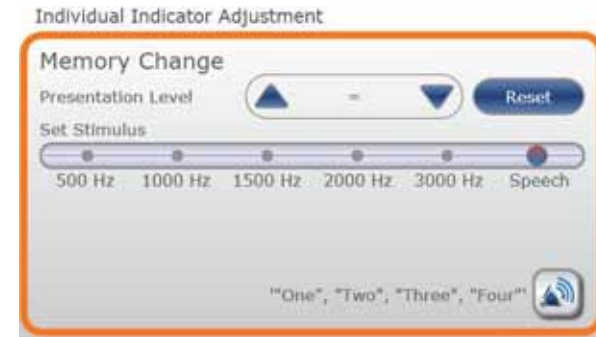 Individual Indicator Adjustment
Memory Change
Presentation Level = Reset
Set Stimulus
500 Hz 1000 Hz 1500 Hz 2000 Hz 3000 Hz Speech
'"One", "Two", "Three", "Four"'